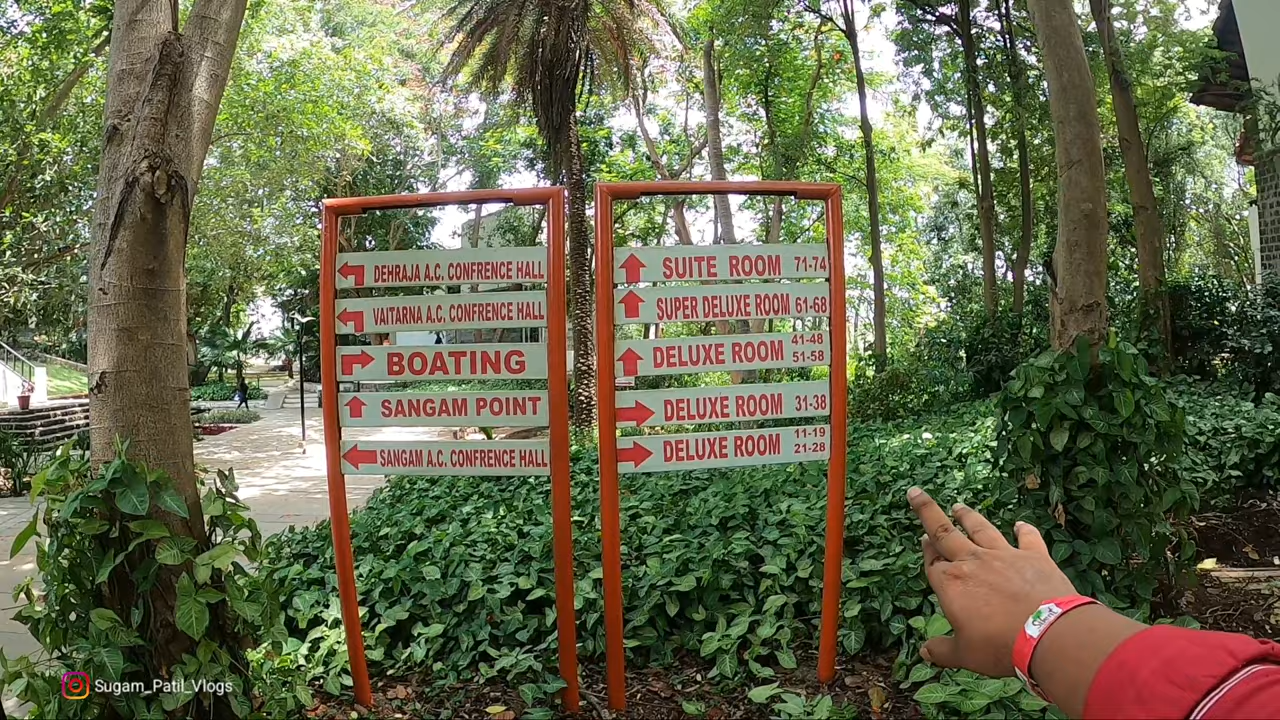 DEHRAJA A.C. CONFRENCE HALL
VAITARNA A.C. CONFRENCE HALL
BOATING
SANGAM POINT
SANGAM A.C. CONFRENCE HALL
SUITE ROOM 71-74
SUPER DELUXE ROOM 61-68
DELUXE ROOM 41-48
51-58
DELUXE ROOM 31-38
DELUXE ROOM 11-19
21-28
Sugam_Patil_Vlogs